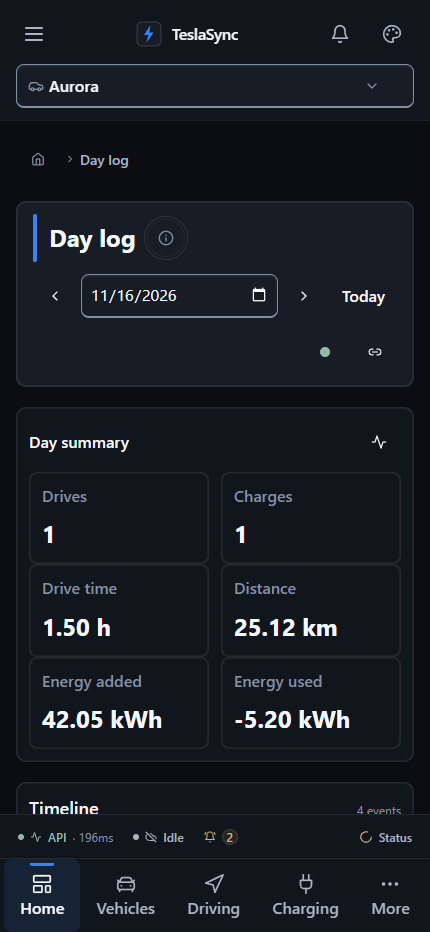 TeslaSync
Aurora
Day log
Day log
11/16/2026
Today
Day summary
Drives
1
Charges
1
Drive time
1.50 h
Distance
25.12 km
Energy added
42.05 kWh
Energy used
-5.20 kWh
Timeline
4 events
API · 196ms
Idle
2
Status
Home
Vehicles
Driving
Charging
More